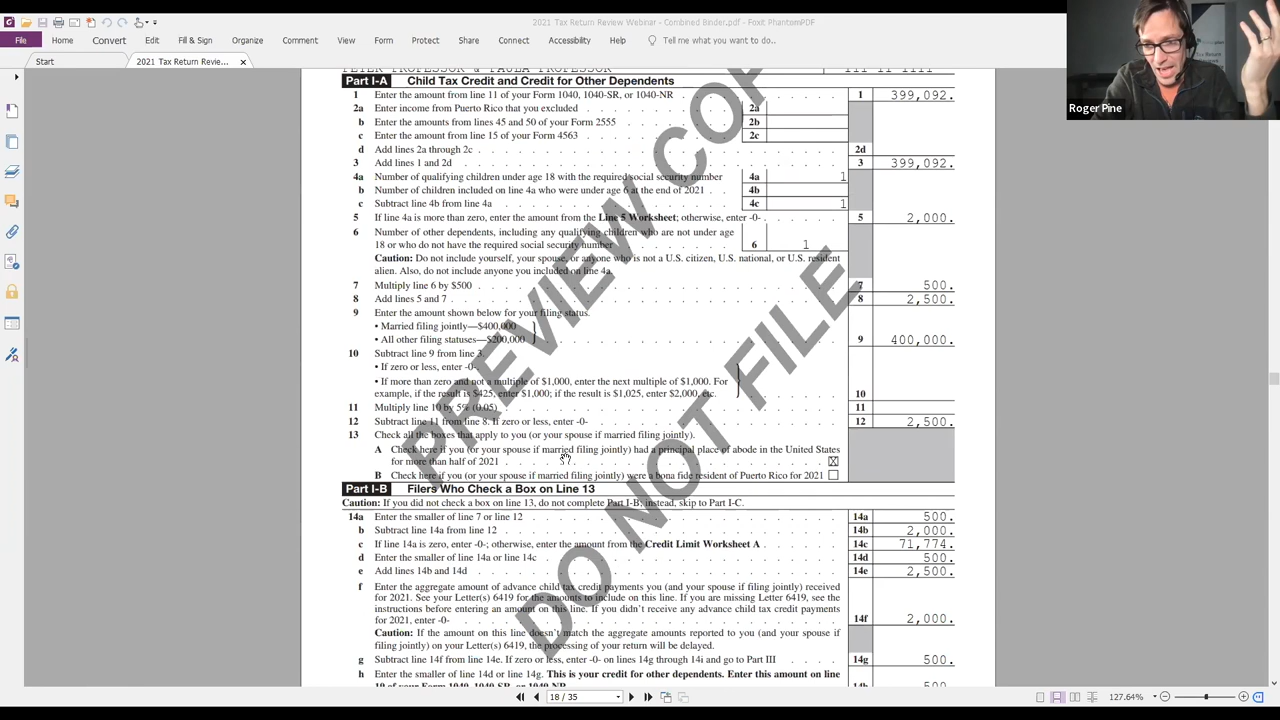 2021 Tax Return Review Webinar - Combined Binder.pdf - Foxit PhantomPDF
File Home Convert Edit Fill & Sign Organize Comment View Form Protect Share Connect Accessibility Help Tell me what you want to do...
Start 2021 Tax Return Revie...
Roger Pine
PETER PROFESSOR & PAULA PROFESSOR 111-11-1111
Part I-A Child Tax Credit and Credit for Other Dependents
1 Enter the amount from line 11 of your Form 1040, 1040-SR, or 1040-NR 1 399,092.
2a Enter income from Puerto Rico that you excluded 2a
b Enter the amounts from lines 45 and 50 of your Form 2555 2b
c Enter the amount from line 15 of your Form 4563 2c
d Add lines 2a through 2c 2d
3 Add lines 1 and 2d 3 399,092.
4a Number of qualifying children under age 18 with the required social security number 4a 1
b Number of children included on line 4a who were under age 6 at the end of 2021 4b
c Subtract line 4b from line 4a 4c 1
5 If line 4a is more than zero, enter the amount from the Line 5 Worksheet; otherwise, enter -0- 5 2,000.
6 Number of other dependents, including any qualifying children who are not under age
18 or who do not have the required social security number 6 1
Caution: Do not include yourself, your spouse, or anyone who is not a U.S. citizen, U.S. national, or U.S. resident
alien. Also, do not include anyone you included on line 4a.
7 Multiply line 6 by $500 7 500.
8 Add lines 5 and 7 8 2,500.
9 Enter the amount shown below for your filing status.
• Married filing jointly—$400,000
• All other filing statuses—$200,000 9 400,000.
10 Subtract line 9 from line 3.
• If zero or less, enter -0-.
• If more than zero and not a multiple of $1,000, enter the next multiple of $1,000. For
example, if the result is $425, enter $1,000; if the result is $1,025, enter $2,000, etc. 10
11 Multiply line 10 by 5% (0.05) 11
12 Subtract line 11 from line 8. If zero or less, enter -0- 12 2,500.
13 Check all the boxes that apply to you (or your spouse if married filing jointly).
A Check here if you (or your spouse if married filing jointly) had a principal place of abode in the United States
for more than half of 2021 X
B Check here if you (or your spouse if married filing jointly) were a bona fide resident of Puerto Rico for 2021
Part I-B Filers Who Check a Box on Line 13
Caution: If you did not check a box on line 13, do not complete Part I-B; instead, skip to Part I-C.
14a Enter the smaller of line 7 or line 12 14a 500.
b Subtract line 14a from line 12 14b 2,000.
c If line 14a is zero, enter -0-; otherwise, enter the amount from the Credit Limit Worksheet A 14c 71,774.
d Enter the smaller of line 14a or line 14c 14d 500.
e Add lines 14b and 14d 14e 2,500.
f Enter the aggregate amount of advance child tax credit payments you (and your spouse if filing jointly) received
for 2021. See your Letter(s) 6419 for the amounts to include on this line. If you are missing Letter 6419, see the
instructions before entering an amount on this line. If you didn't receive any advance child tax credit payments
for 2021, enter -0- 14f 2,000.
Caution: If the amount on this line doesn't match the aggregate amounts reported to you (and your spouse if
filing jointly) on your Letter(s) 6419, the processing of your return will be delayed.
g Subtract line 14f from line 14e. If zero or less, enter -0- on lines 14g through 14i and go to Part III 14g 500.
h Enter the smaller of line 14d or line 14g. This is your credit for other dependents. Enter this amount on line
19 of your Form 1040, 1040-SR, or 1040-NR 14h 500.
PREVIEW COPY
DO NOT FILE
18 / 35
127.64%